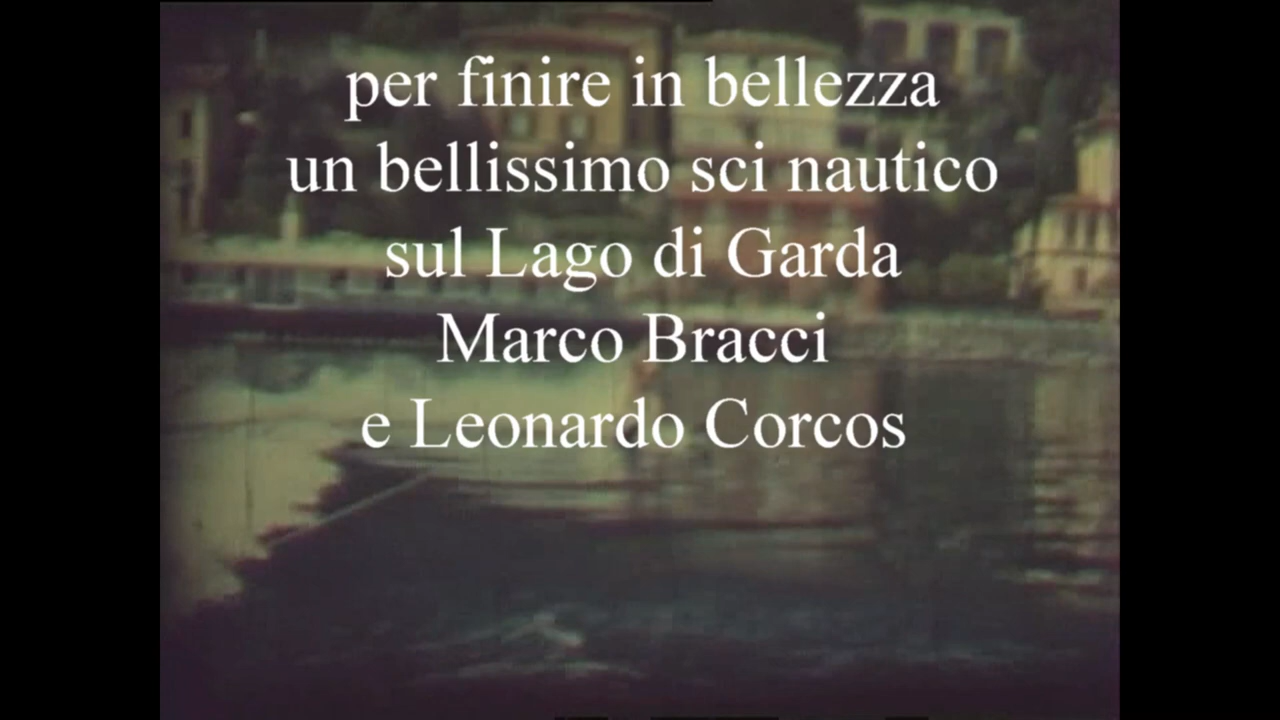 per finire in bellezza
un bellissimo sci nautico
sul Lago di Garda
Marco Bracci
e Leonardo Corcos